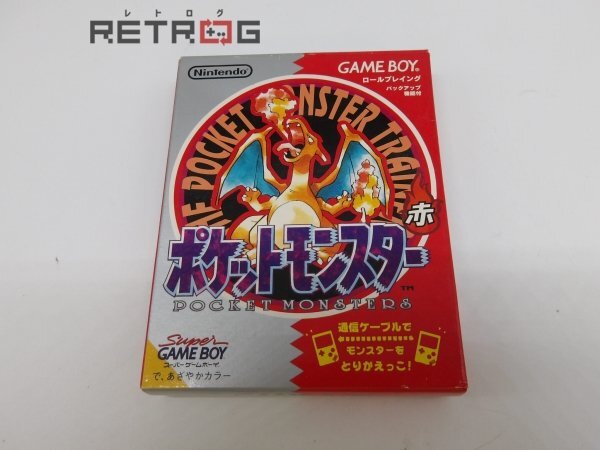 レトログ
RETROG
Nintendo
GAME BOY®
ロールプレイング
バックアップ
機能付
THE POCKET MONSTER TRAINER
赤
ポケットモンスター
TM
POCKET MONSTERS
Super
GAME BOY
スーパーゲームボーイ
で、あざやかカラー
通信ケーブルで
モンスターを
とりかえっこ!